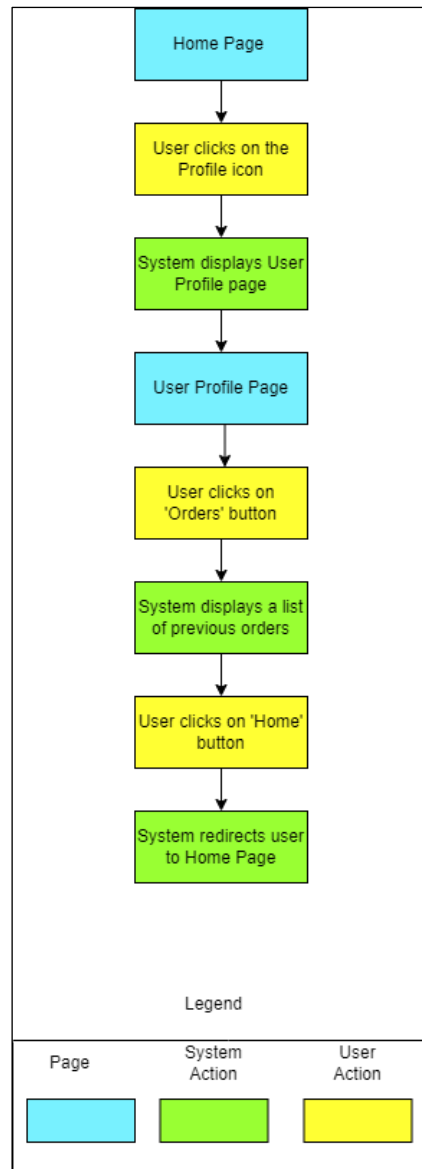 Home Page
User clicks on the
Profile icon
System displays User
Profile page
User Profile Page
User clicks on
'Orders' button
System displays a list
of previous orders
User clicks on 'Home'
button
System redirects user
to Home Page
Legend
Page
System
Action
User
Action